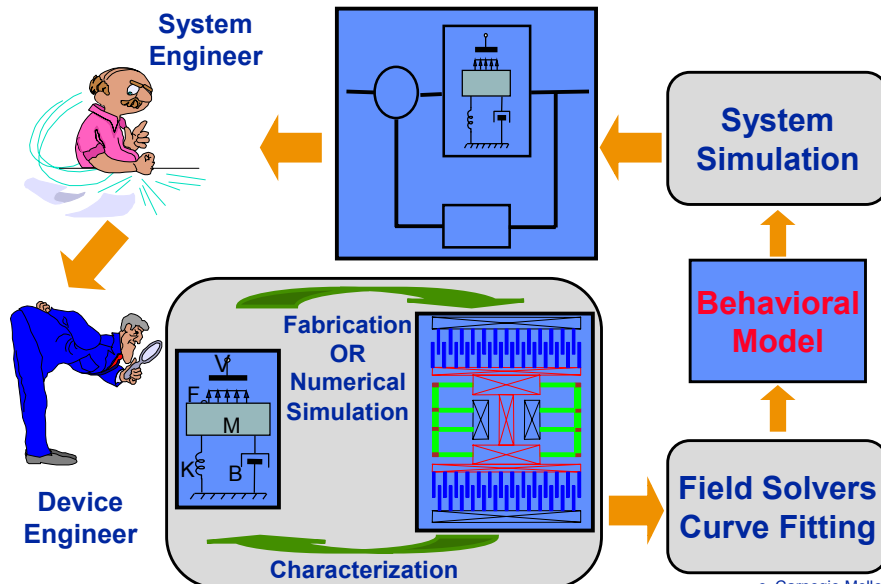 System
Engineer
System
Simulation
Behavioral
Model
Fabrication
OR
Numerical
Simulation
V
F
M
K
B
Device
Engineer
Characterization
Field Solvers
Curve Fitting